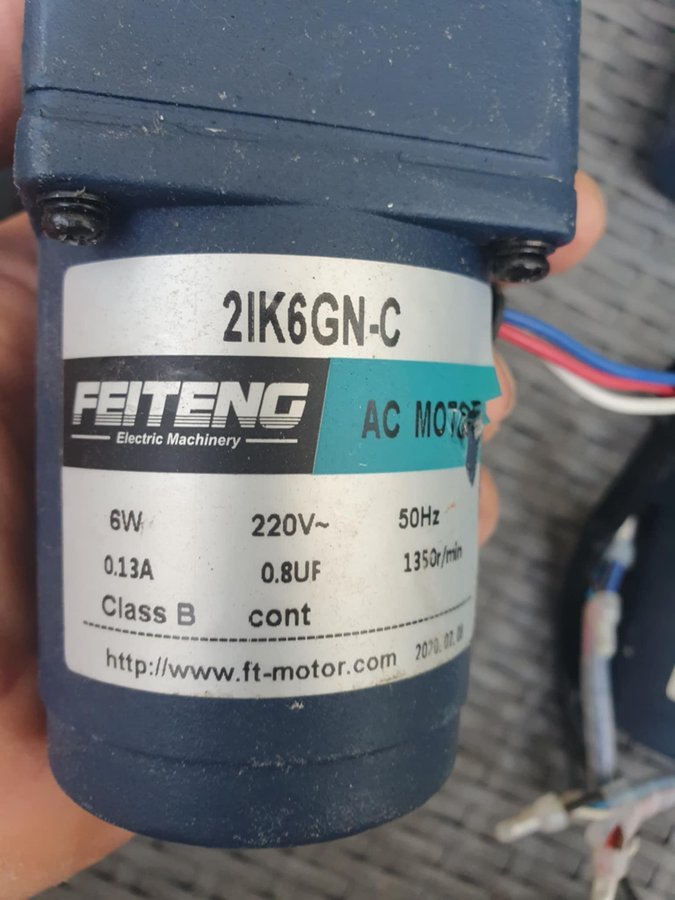 2IK6GN-C
FEITENG
Electric Machinery
AC MOTOR
6W 220V~ 50Hz
0.13A 0.8UF 1350r/min
Class B cont
http://www.ft-motor.com